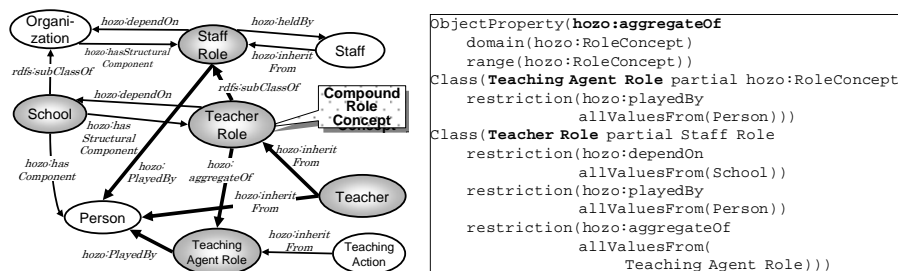 Organi-
zation
hozo:dependOn
hozo:heldBy
Staff
Role
hozo:hasStructural
Component
Staff
hozo:inherit
From
rdfs:subClassOf
hozo:dependOn
rdfs:subClassOf
Compound
Role
Concept
School
Teacher
Role
hozo:has
Structural
Component
hozo:has
Component
hozo:
PlayedBy
hozo:
aggregateOf
hozo:inherit
From
hozo:inherit
From
Teacher
Person
hozo:PlayedBy
Teaching
Agent Role
hozo:inherit
From
Teaching
Action
ObjectProperty(hozo:aggregateOf
domain(hozo:RoleConcept)
range(hozo:RoleConcept))
Class(Teaching Agent Role partial hozo:RoleConcept
restriction(hozo:playedBy
allValuesFrom(Person)))
Class(Teacher Role partial Staff Role
restriction(hozo:dependOn
allValuesFrom(School))
restriction(hozo:playedBy
allValuesFrom(Person))
restriction(hozo:aggregateOf
allValuesFrom(
Teaching Agent Role)))